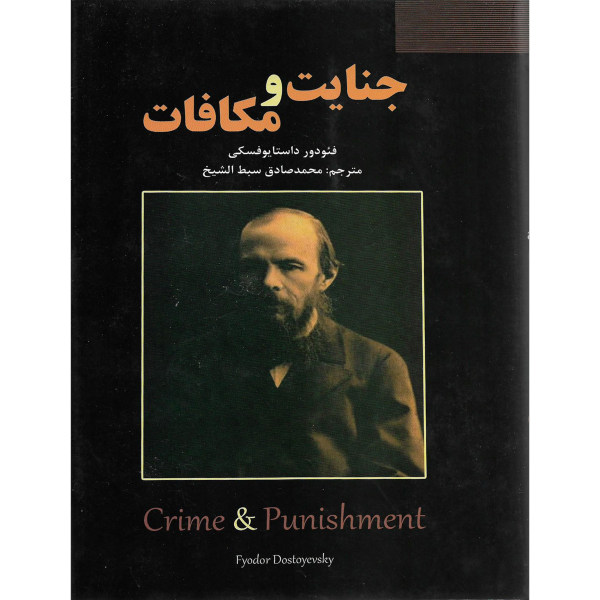 جنایت و
مکافات
فئودور داستایوفسکی
مترجم: محمدصادق سبط الشیخ
Crime & Punishment
Fyodor Dostoyevsky